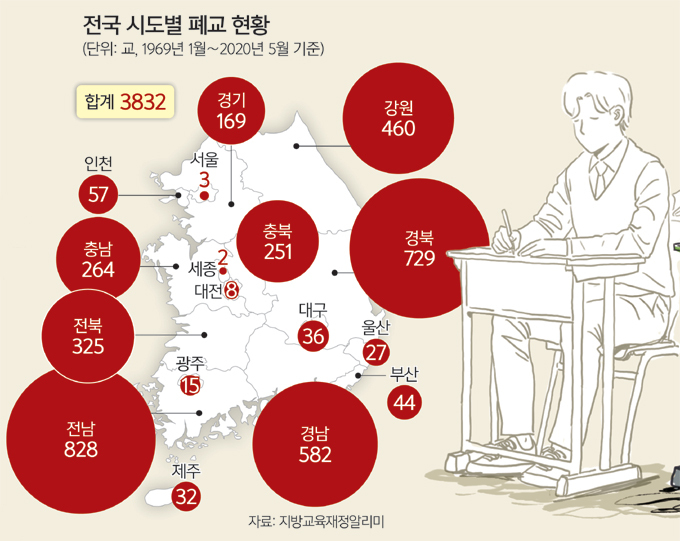 전국 시도별 폐교 현황
(단위: 교, 1969년 1월~2020년 5월 기준)
합계 3832
경기
169
강원
460
인천
57
서울
3
충북
251
경북
729
충남
264
세종
2
대전 8
전북
325
대구
36
울산
27
광주
15
부산
44
전남
828
경남
582
제주
32
자료: 지방교육재정알리미